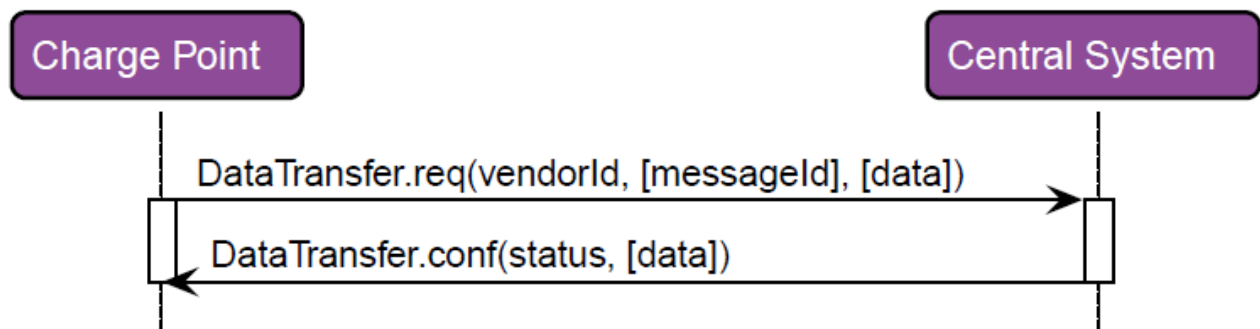 Charge Point
Central System
DataTransfer.req(vendorId, [messageId], [data])
DataTransfer.conf(status, [data])